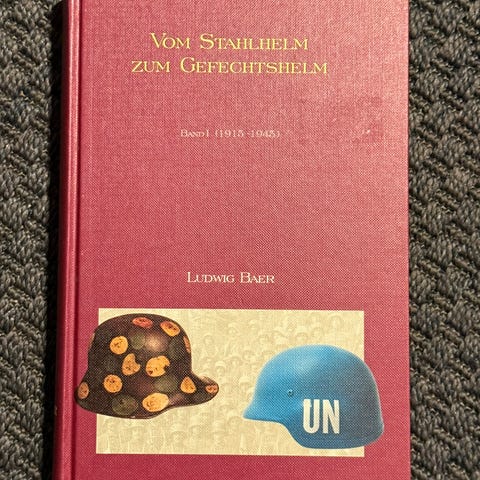 VOM STAHLHELM
ZUM GEFECHTSHELM
BAND I (1915-1945)
LUDWIG BAER
UN